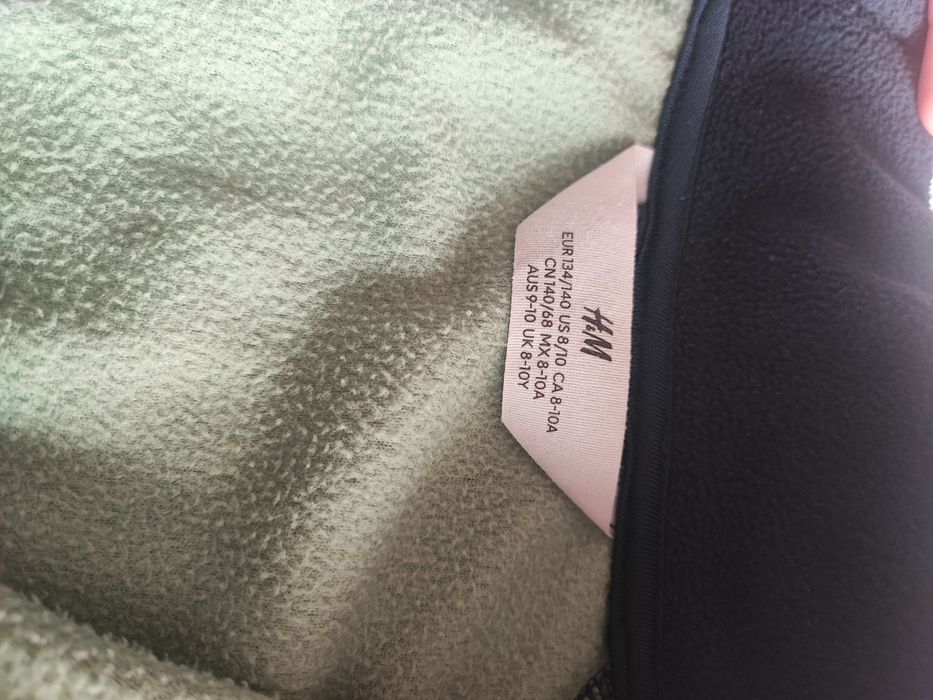 H&M
EUR 134/140 US 8/10 CA 8-10A
CN 140/68 MX 8-10A
AUS 9-10 UK 8-10Y